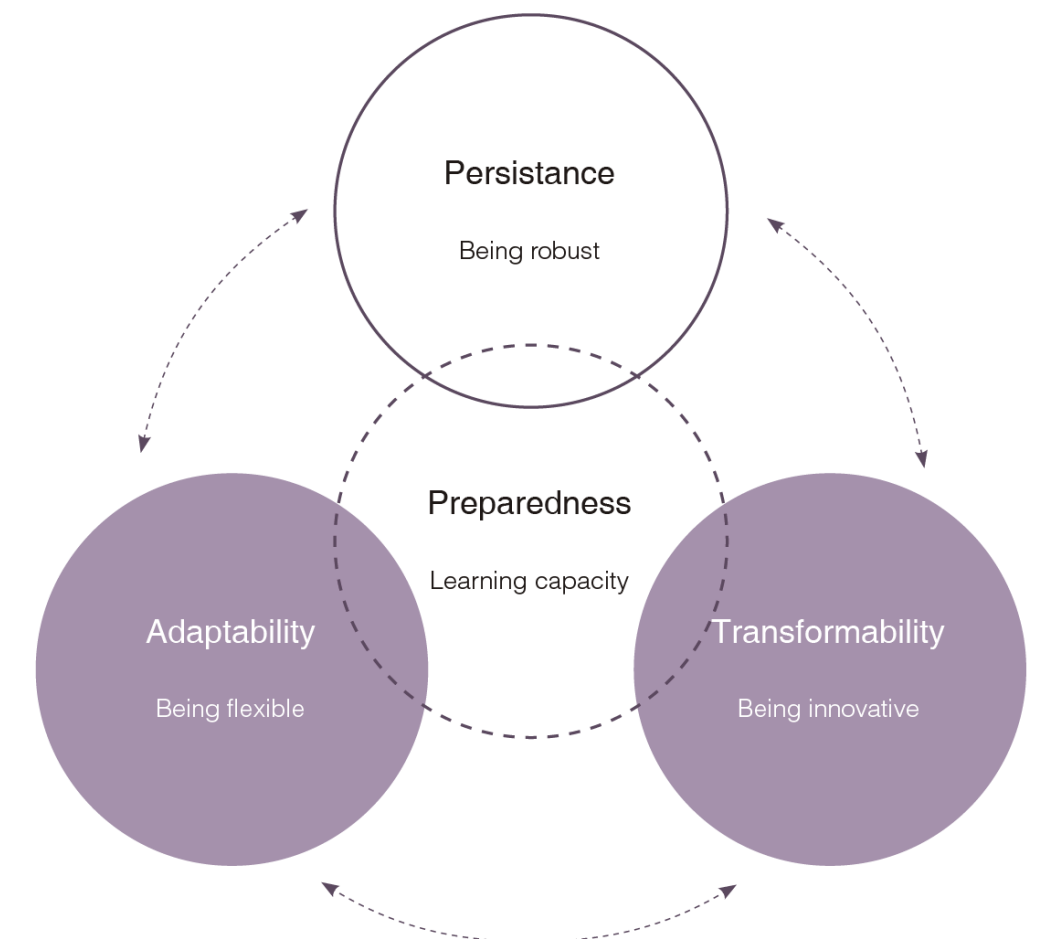 Persistance
Being robust
Preparedness
Learning capacity
Adaptability
Being flexible
Transformability
Being innovative